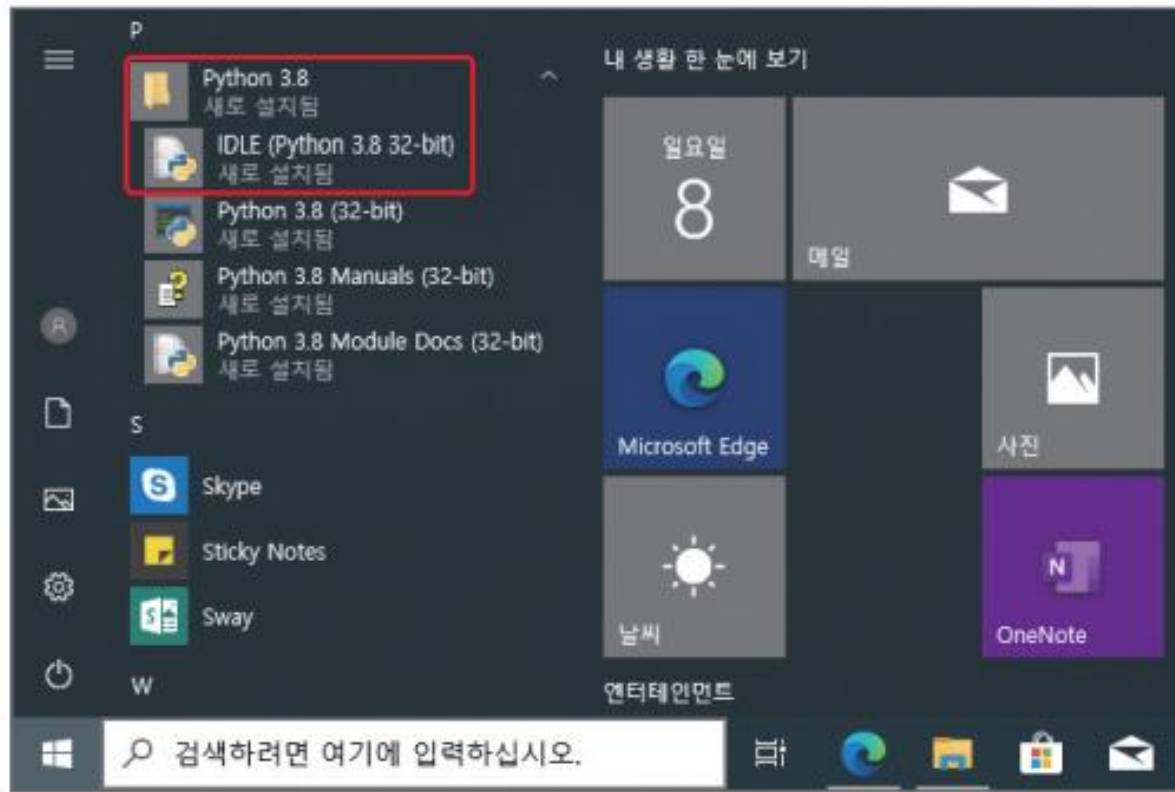 P
Python 3.8
새로 설치됨
IDLE (Python 3.8 32-bit)
새로 설치됨
Python 3.8 (32-bit)
새로 설치됨
Python 3.8 Manuals (32-bit)
새로 설치됨
Python 3.8 Module Docs (32-bit)
새로 설치됨
S
Skype
Sticky Notes
Sway
W
내 생활 한 눈에 보기
일요일
8
메일
Microsoft Edge
사진
날씨
OneNote
엔터테인먼트
검색하려면 여기에 입력하십시오.